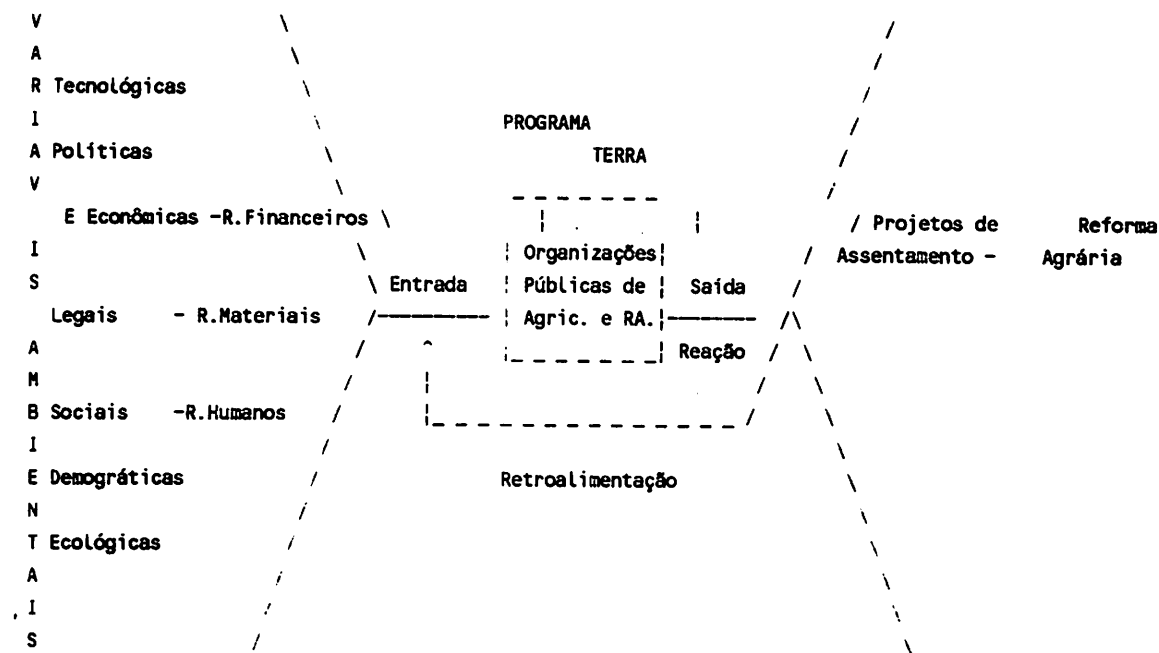 V
A
R Tecnológicas
I PROGRAMA
A Políticas TERRA
V
E Econômicas -R.Financeiros Projetos de Reforma
I Organizações Assentamento - Agrária
S Entrada Públicas de Saída
Legais - R.Materiais Agric. e RA.
A Reação
M
B Sociais -R.Humanos
I
E Demográticas Retroalimentação
N
T Ecológicas
A
I
S